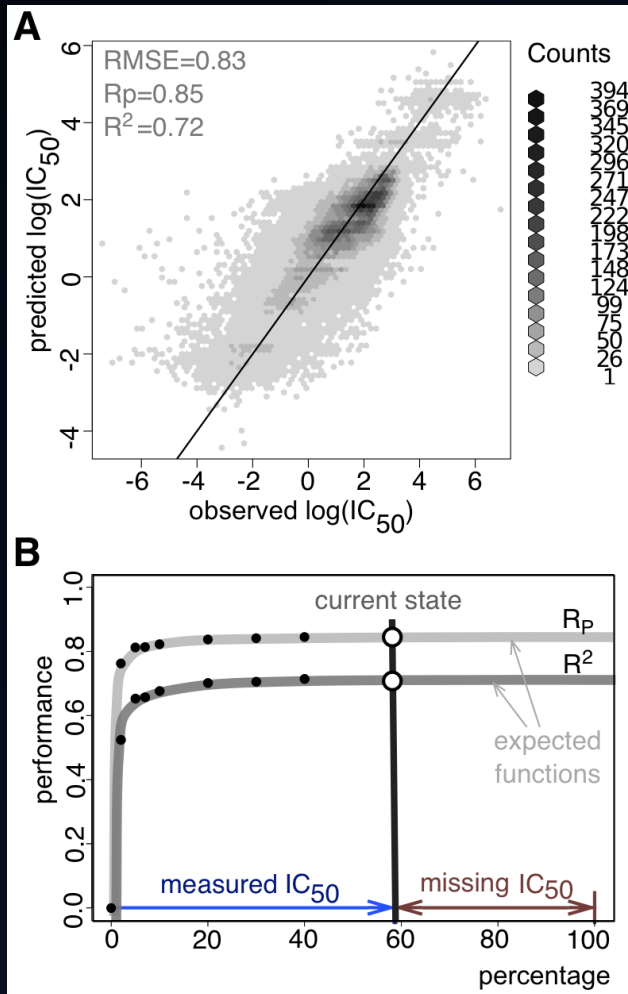 A
RMSE=0.83
Rp=0.85
R²=0.72
Counts
394
369
345
320
296
271
247
222
198
173
148
124
99
75
50
26
1
predicted log(IC₅₀)
6
4
2
0
-2
-4
-6 -4 -2 0 2 4 6
observed log(IC₅₀)
B
current state
R_P
R²
expected
functions
measured IC₅₀
missing IC₅₀
performance
1.0
0.8
0.6
0.4
0.2
0.0
0 20 40 60 80 100
percentage